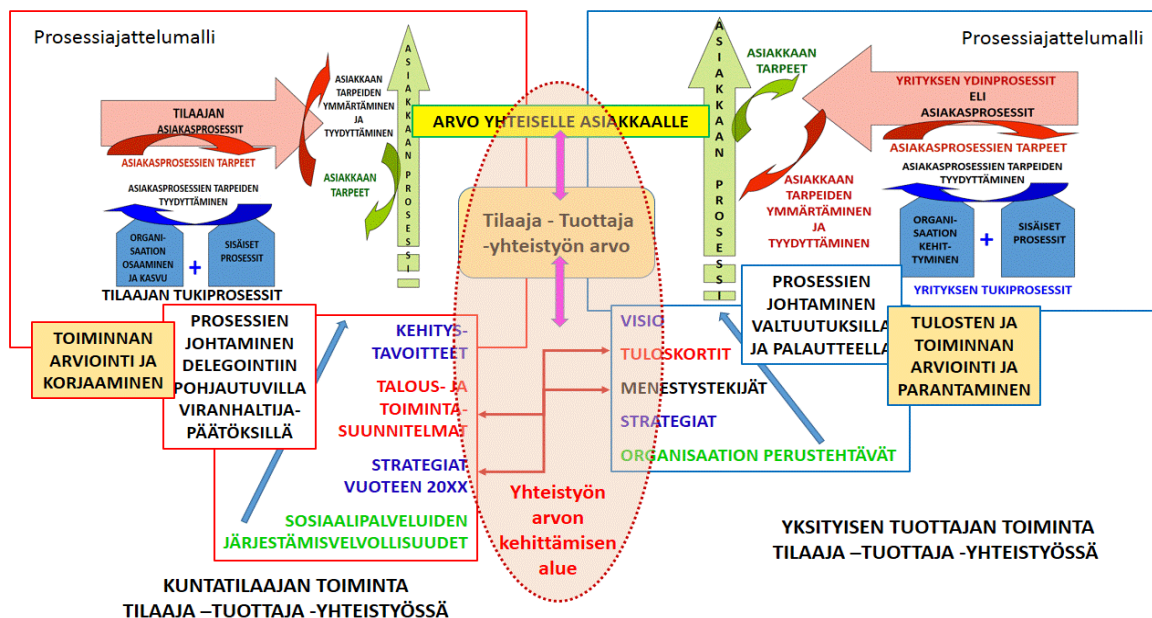 Prosessiajattelumalli
ASIAKKAAN PROSESSI
ASIAKKAAN
TARPEIDEN
YMMÄRTÄMINEN
JA
TYYDYTTÄMINEN
TILAAJAN
ASIAKASPROSESSIT
ASIAKASPROSESSIEN TARPEET
ASIAKASPROSESSIEN TARPEIDEN
TYYDYTTÄMINEN
ASIAKKAAN
TARPEET
ORGANI-
SAATION
OSAAMINEN
JA KASVU
+
SISÄISET
PROSESSIT
TILAAJAN TUKIPROSESSIT
TOIMINNAN
ARVIOINTI JA
KORJAAMINEN
PROSESSIEN
JOHTAMINEN
DELEGOINTIIN
POHJAUTUVILLA
VIRANHALTIJA-
PÄÄTÖKSILLÄ
KEHITYS-
TAVOITTEET
TALOUS- JA
TOIMINTA-
SUUNNITELMAT
STRATEGIAT
VUOTEEN 20XX
SOSIAALIPALVELUIDEN
JÄRJESTÄMISVELVOLLISUUDET
KUNTATILAAJAN TOIMINTA
TILAAJA –TUOTTAJA -YHTEISTYÖSSÄ
ARVO YHTEISELLE ASIAKKAALLE
Tilaaja - Tuottaja
-yhteistyön arvo
Yhteistyön
arvon
kehittämisen
alue
Prosessiajattelumalli
ASIAKKAAN PROSESSI
ASIAKKAAN
TARPEET
YRITYKSEN YDINPROSESSIT
ELI
ASIAKASPROSESSIT
ASIAKASPROSESSIEN TARPEET
ASIAKASPROSESSIEN TARPEIDEN
TYYDYTTÄMINEN
ASIAKKAAN
TARPEIDEN
YMMÄRTÄMINEN
JA
TYYDYTTÄMINEN
ORGANI-
SAATION
KEHIT-
TYMINEN
+
SISÄISET
PROSESSIT
YRITYKSEN TUKIPROSESSIT
PROSESSIEN
JOHTAMINEN
VALTUUTUKSILLA
JA PALAUTTEELLA
TULOSTEN JA
TOIMINNAN
ARVIOINTI JA
PARANTAMINEN
VISIO
TULOSKORTIT
MENESTYSTEKIJÄT
STRATEGIAT
ORGANISAATION PERUSTEHTÄVÄT
YKSITYISEN TUOTTAJAN TOIMINTA
TILAAJA –TUOTTAJA -YHTEISTYÖSSÄ